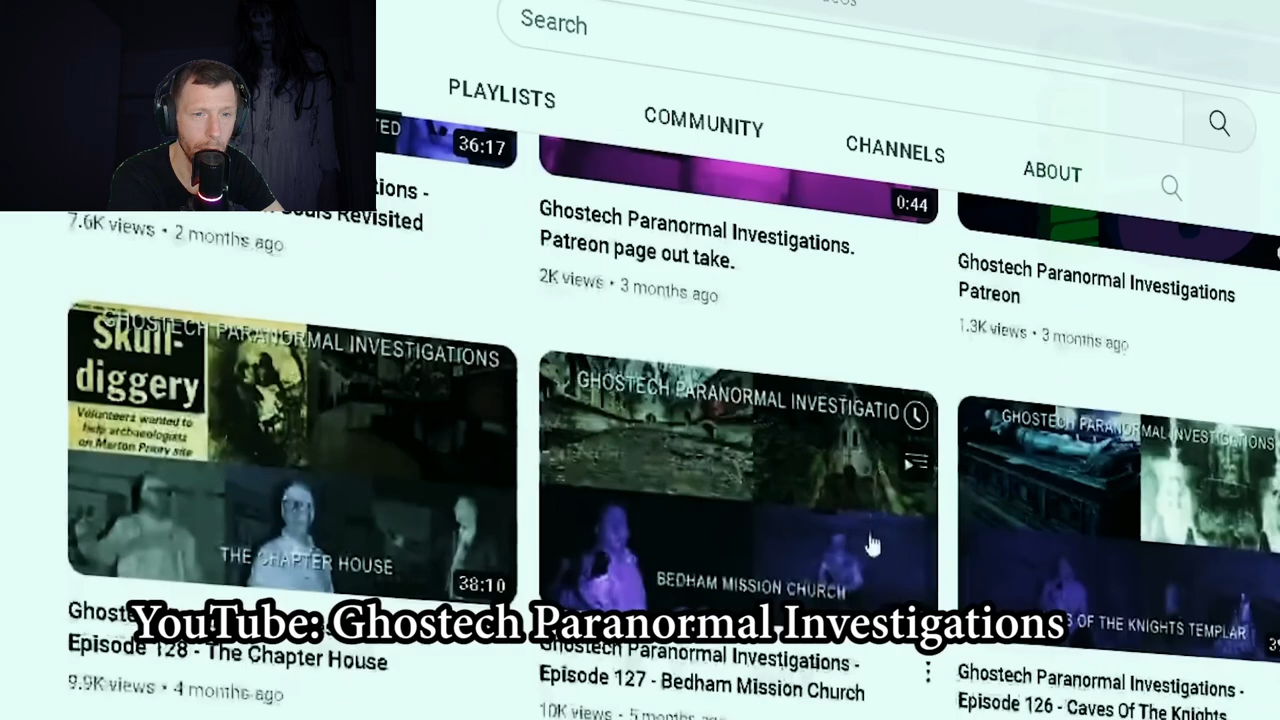 Search
PLAYLISTS
COMMUNITY
CHANNELS
ABOUT
36:17
Revisited
7.6K views • 2 months ago
0:44
Ghostech Paranormal Investigations.
Patreon page out take.
2K views • 3 months ago
Ghostech Paranormal Investigations
Patreon
1.3K views • 3 months ago
GHOSTECH PARANORMAL INVESTIGATIONS
Skull-
diggery
Volunteers wanted to
help archaeologists
on Merton Priory site
THE CHAPTER HOUSE
38:10
Episode 128 - The Chapter House
9.9K views • 4 months ago
GHOSTECH PARANORMAL INVESTIGATIO
BEDHAM MISSION CHURCH
Ghostech Paranormal Investigations -
Episode 127 - Bedham Mission Church
10K views • 5 months ago
GHOSTECH PARANORMAL INVESTIGATIONS
S OF THE KNIGHTS TEMPLAR
Ghostech Paranormal Investigations -
Episode 126 - Caves Of The Knights
YouTube: Ghostech Paranormal Investigations